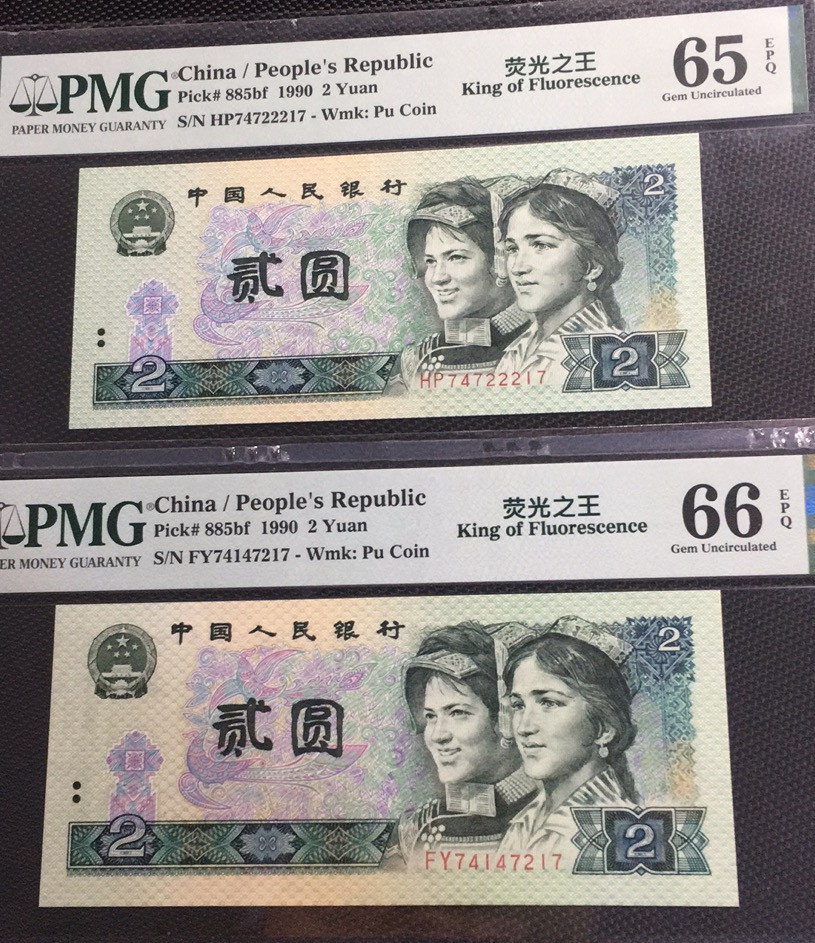 PMG®
PAPER MONEY GUARANTY
China / People's Republic
Pick# 885bf 1990 2 Yuan
S/N HP74722217 - Wmk: Pu Coin
荧光之王
King of Fluorescence
65
EPQ
Gem Uncirculated
中国人民银行
2
贰圆
2
HP74722217
2
PMG®
ER MONEY GUARANTY
China / People's Republic
Pick# 885bf 1990 2 Yuan
S/N FY74147217 - Wmk: Pu Coin
荧光之王
King of Fluorescence
66
EPQ
Gem Uncirculated
中国人民银行
2
贰圆
2
FY74147217
2